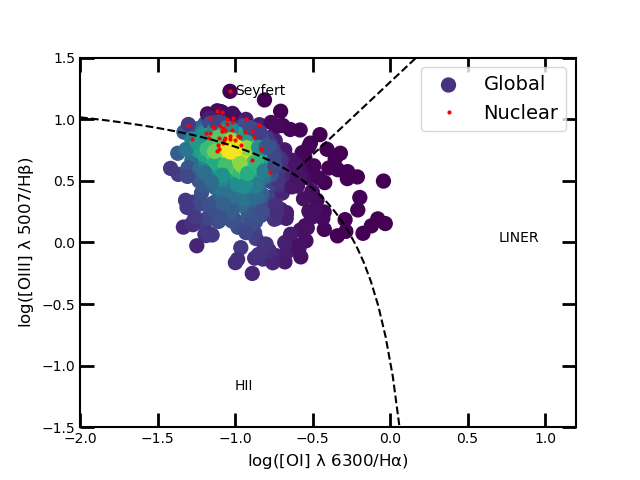 1.5
1.0
0.5
0.0
−0.5
−1.0
−1.5
log([OIII] λ 5007/Hβ)
Seyfert
Global
Nuclear
LINER
HII
−2.0 −1.5 −1.0 −0.5 0.0 0.5 1.0
log([OI] λ 6300/Hα)